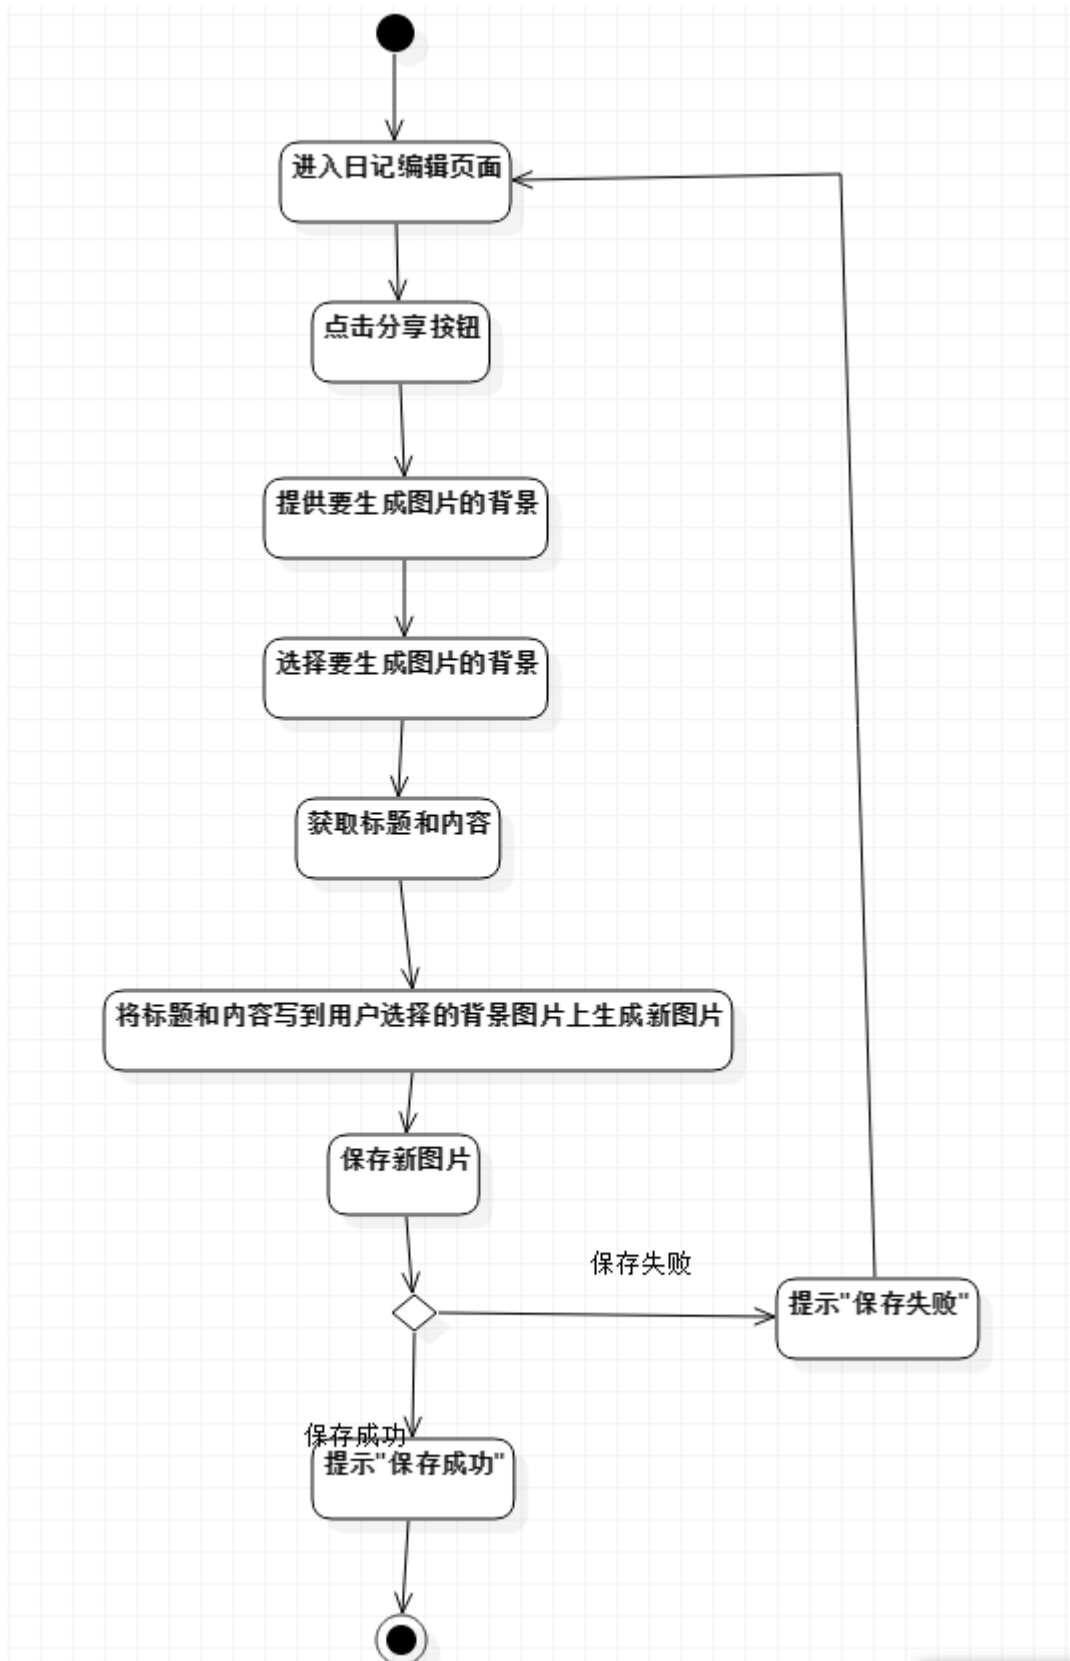 进入日记编辑页面
点击分享按钮
提供要生成图片的背景
选择要生成图片的背景
获取标题和内容
将标题和内容写到用户选择的背景图片上生成新图片
保存新图片
保存失败
提示"保存失败"
保存成功
提示"保存成功"